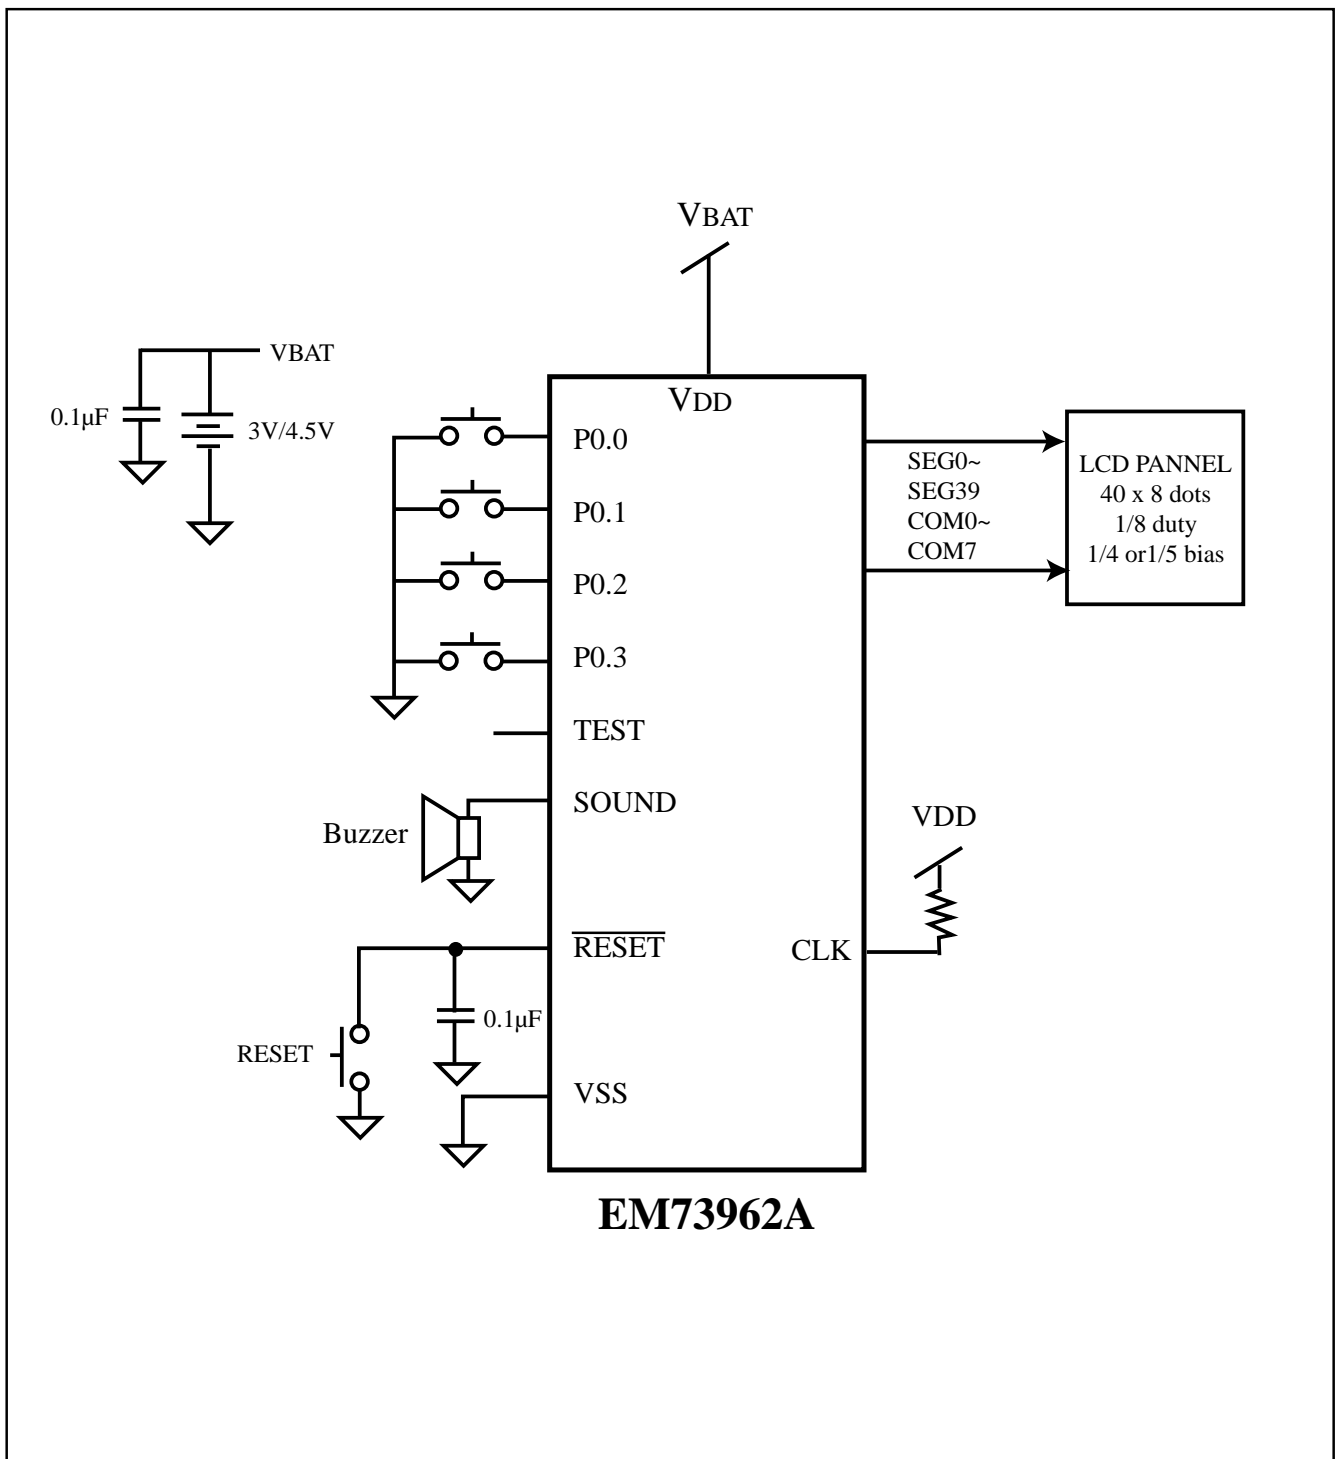 VBAT
VBAT
0.1µF
3V/4.5V
VDD
P0.0
P0.1
P0.2
P0.3
TEST
SOUND
Buzzer
RESET
0.1µF
RESET
VSS
SEG0~
SEG39
COM0~
COM7
LCD PANNEL
40 x 8 dots
1/8 duty
1/4 or1/5 bias
VDD
CLK
EM73962A